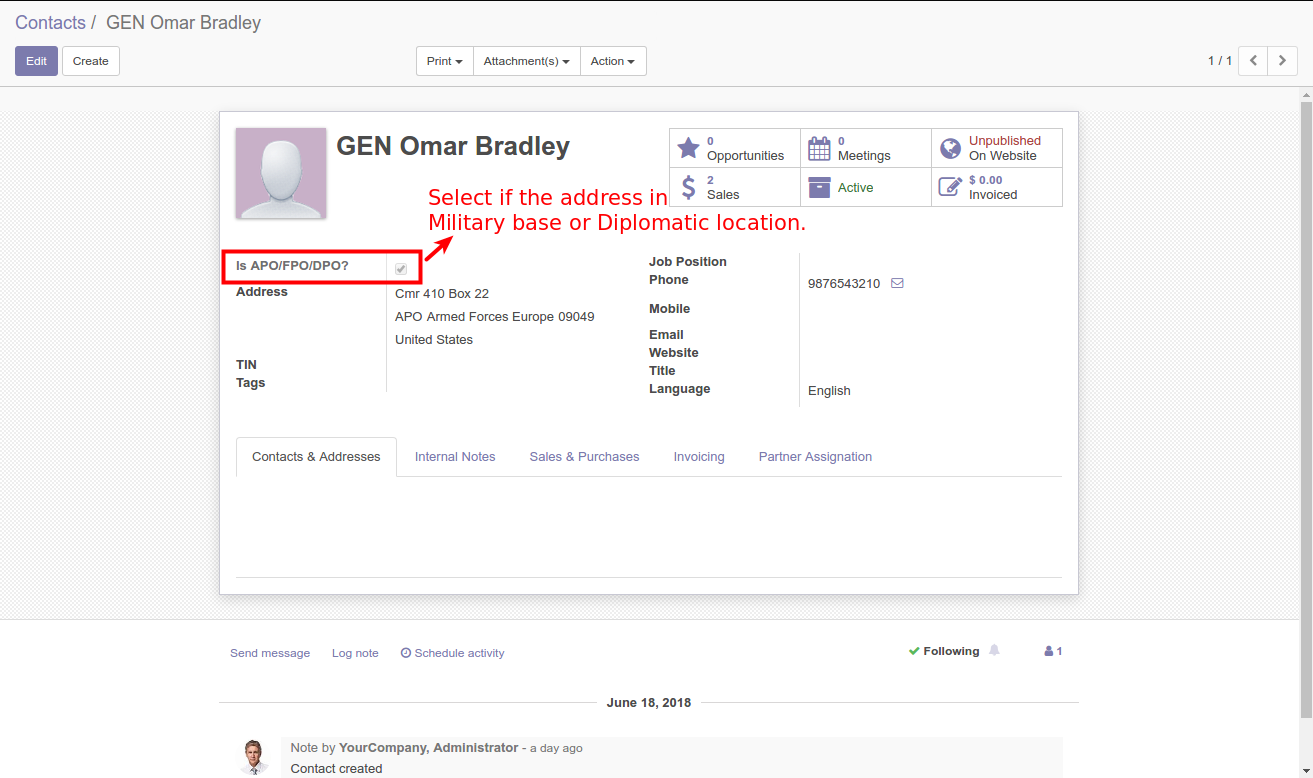 Contacts / GEN Omar Bradley
Edit Create Print Attachment(s) Action 1 / 1
GEN Omar Bradley
0 Opportunities
0 Meetings
Unpublished On Website
2 Sales
Active
$ 0.00 Invoiced
Select if the address in
Military base or Diplomatic location.
Is APO/FPO/DPO?
Address
Cmr 410 Box 22
APO Armed Forces Europe 09049
United States
TIN
Tags
Job Position
Phone 9876543210
Mobile
Email
Website
Title
Language English
Contacts & Addresses Internal Notes Sales & Purchases Invoicing Partner Assignation
Send message Log note Schedule activity Following 1
June 18, 2018
Note by YourCompany, Administrator - a day ago
Contact created